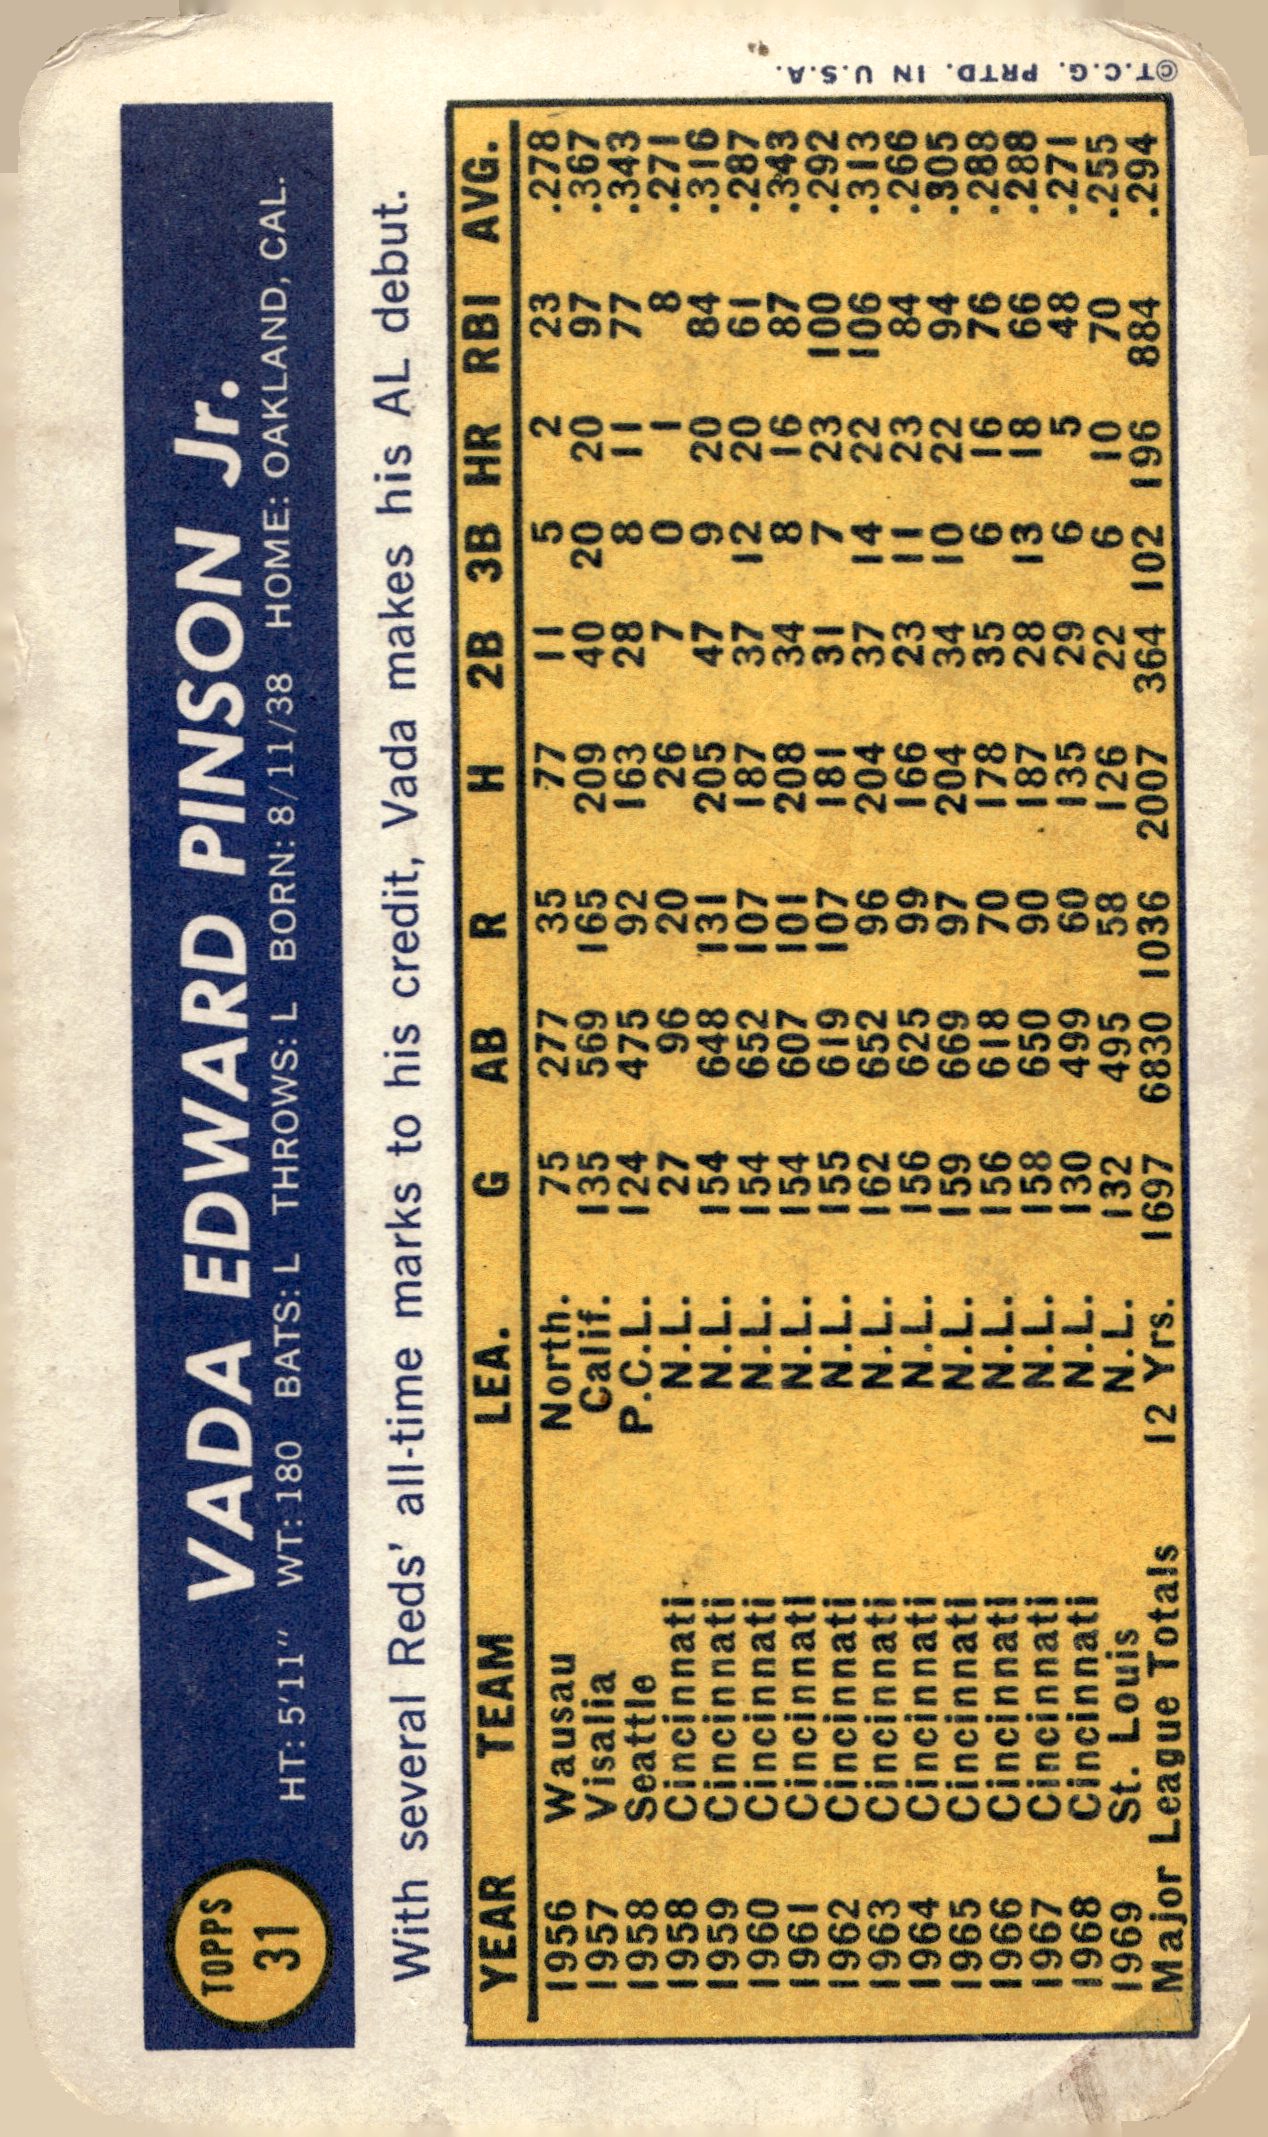 TOPPS
31
VADA EDWARD PINSON Jr.
HT: 5'11" WT: 180 BATS: L THROWS: L BORN: 8/11/38 HOME: OAKLAND, CAL.
With several Reds' all-time marks to his credit, Vada makes his AL debut.
YEAR TEAM LEA. G AB R H 2B 3B HR RBI AVG.
1956 Wausau North. 75 277 35 77 11 5 2 23 .278
1957 Visalia Calif. 135 569 165 209 40 20 20 97 .367
1958 Seattle P.C.L. 124 475 92 163 28 8 11 77 .343
1958 Cincinnati N.L. 27 96 20 26 7 0 1 8 .271
1959 Cincinnati N.L. 154 648 131 205 47 9 20 84 .316
1960 Cincinnati N.L. 154 652 107 187 37 12 20 61 .287
1961 Cincinnati N.L. 154 607 101 208 34 8 16 87 .343
1962 Cincinnati N.L. 155 619 107 181 31 7 23 100 .292
1963 Cincinnati N.L. 162 652 96 204 37 14 22 106 .313
1964 Cincinnati N.L. 156 625 99 166 23 11 23 84 .266
1965 Cincinnati N.L. 159 669 97 204 34 10 22 94 .305
1966 Cincinnati N.L. 156 618 70 178 35 6 16 76 .288
1967 Cincinnati N.L. 158 650 90 187 28 13 18 66 .288
1968 Cincinnati N.L. 130 499 60 135 29 6 5 48 .271
1969 St. Louis N.L. 132 495 58 126 22 6 10 70 .255
Major League Totals 12 Yrs. 1697 6830 1036 2007 364 102 196 884 .294
©T.C.G. PRTD. IN U.S.A.